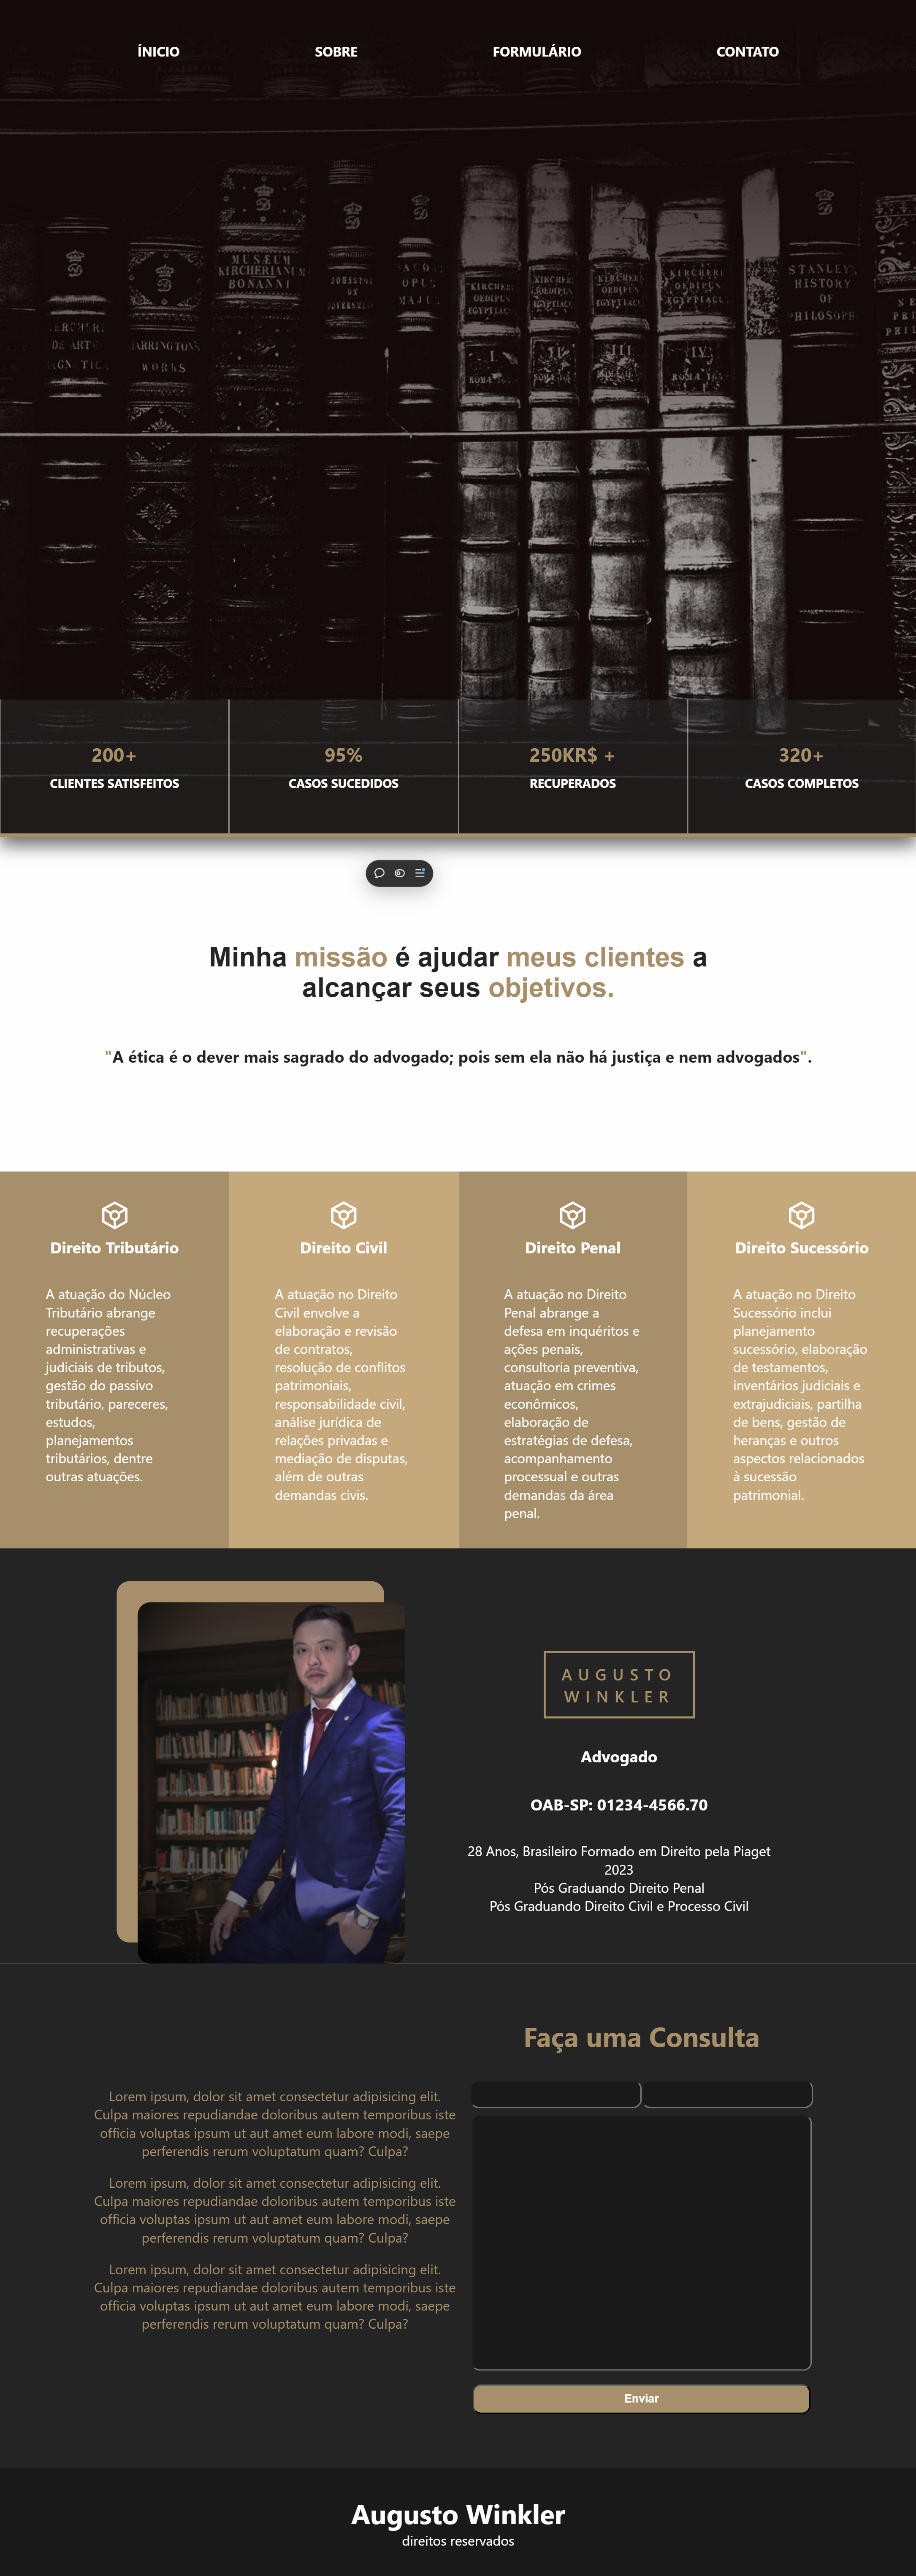 ÍNICIO SOBRE FORMULÁRIO CONTATO
MUSÆUM
KIRCHERIANUM
BONANNI
STANLEY.
HISTORY
OF
PHILOSOPH
HARRINGTONS
WORKS
DE ARTE
KIRCHERI
OEDIPUS
ÆGYPTIAC
I. IV III IV
200+ 95% 250KR$ + 320+
CLIENTES SATISFEITOS CASOS SUCEDIDOS RECUPERADOS CASOS COMPLETOS
Minha missão é ajudar meus clientes a
alcançar seus objetivos.
"A ética é o dever mais sagrado do advogado; pois sem ela não há justiça e nem advogados".
Direito Tributário
A atuação do Núcleo
Tributário abrange
recuperações
administrativas e
judiciais de tributos,
gestão do passivo
tributário, pareceres,
estudos,
planejamentos
tributários, dentre
outras atuações.
Direito Civil
A atuação no Direito
Civil envolve a
elaboração e revisão
de contratos,
resolução de conflitos
patrimoniais,
responsabilidade civil,
análise jurídica de
relações privadas e
mediação de disputas,
além de outras
demandas civis.
Direito Penal
A atuação no Direito
Penal abrange a
defesa em inquéritos e
ações penais,
consultoria preventiva,
atuação em crimes
econômicos,
elaboração de
estratégias de defesa,
acompanhamento
processual e outras
demandas da área
penal.
Direito Sucessório
A atuação no Direito
Sucessório inclui
planejamento
sucessório, elaboração
de testamentos,
inventários judiciais e
extrajudiciais, partilha
de bens, gestão de
heranças e outros
aspectos relacionados
à sucessão
patrimonial.
AUGUSTO
WINKLER
Advogado
OAB-SP: 01234-4566.70
28 Anos, Brasileiro Formado em Direito pela Piaget
2023
Pós Graduando Direito Penal
Pós Graduando Direito Civil e Processo Civil
Faça uma Consulta
Lorem ipsum, dolor sit amet consectetur adipisicing elit.
Culpa maiores repudiandae doloribus autem temporibus iste
officia voluptas ipsum ut aut amet eum labore modi, saepe
perferendis rerum voluptatum quam? Culpa?
Lorem ipsum, dolor sit amet consectetur adipisicing elit.
Culpa maiores repudiandae doloribus autem temporibus iste
officia voluptas ipsum ut aut amet eum labore modi, saepe
perferendis rerum voluptatum quam? Culpa?
Lorem ipsum, dolor sit amet consectetur adipisicing elit.
Culpa maiores repudiandae doloribus autem temporibus iste
officia voluptas ipsum ut aut amet eum labore modi, saepe
perferendis rerum voluptatum quam? Culpa?
Enviar
Augusto Winkler
direitos reservados